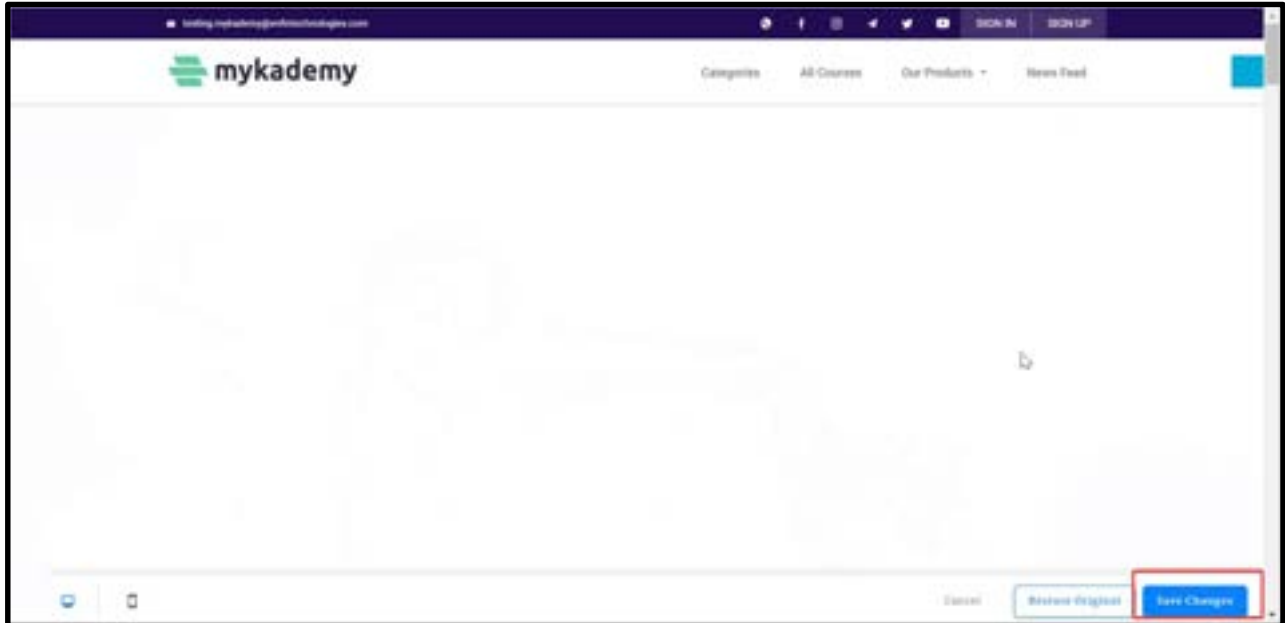 SIGN IN SIGN UP
mykademy
Categories All Courses Our Products News Feed
Cancel Restore Original Save Changes